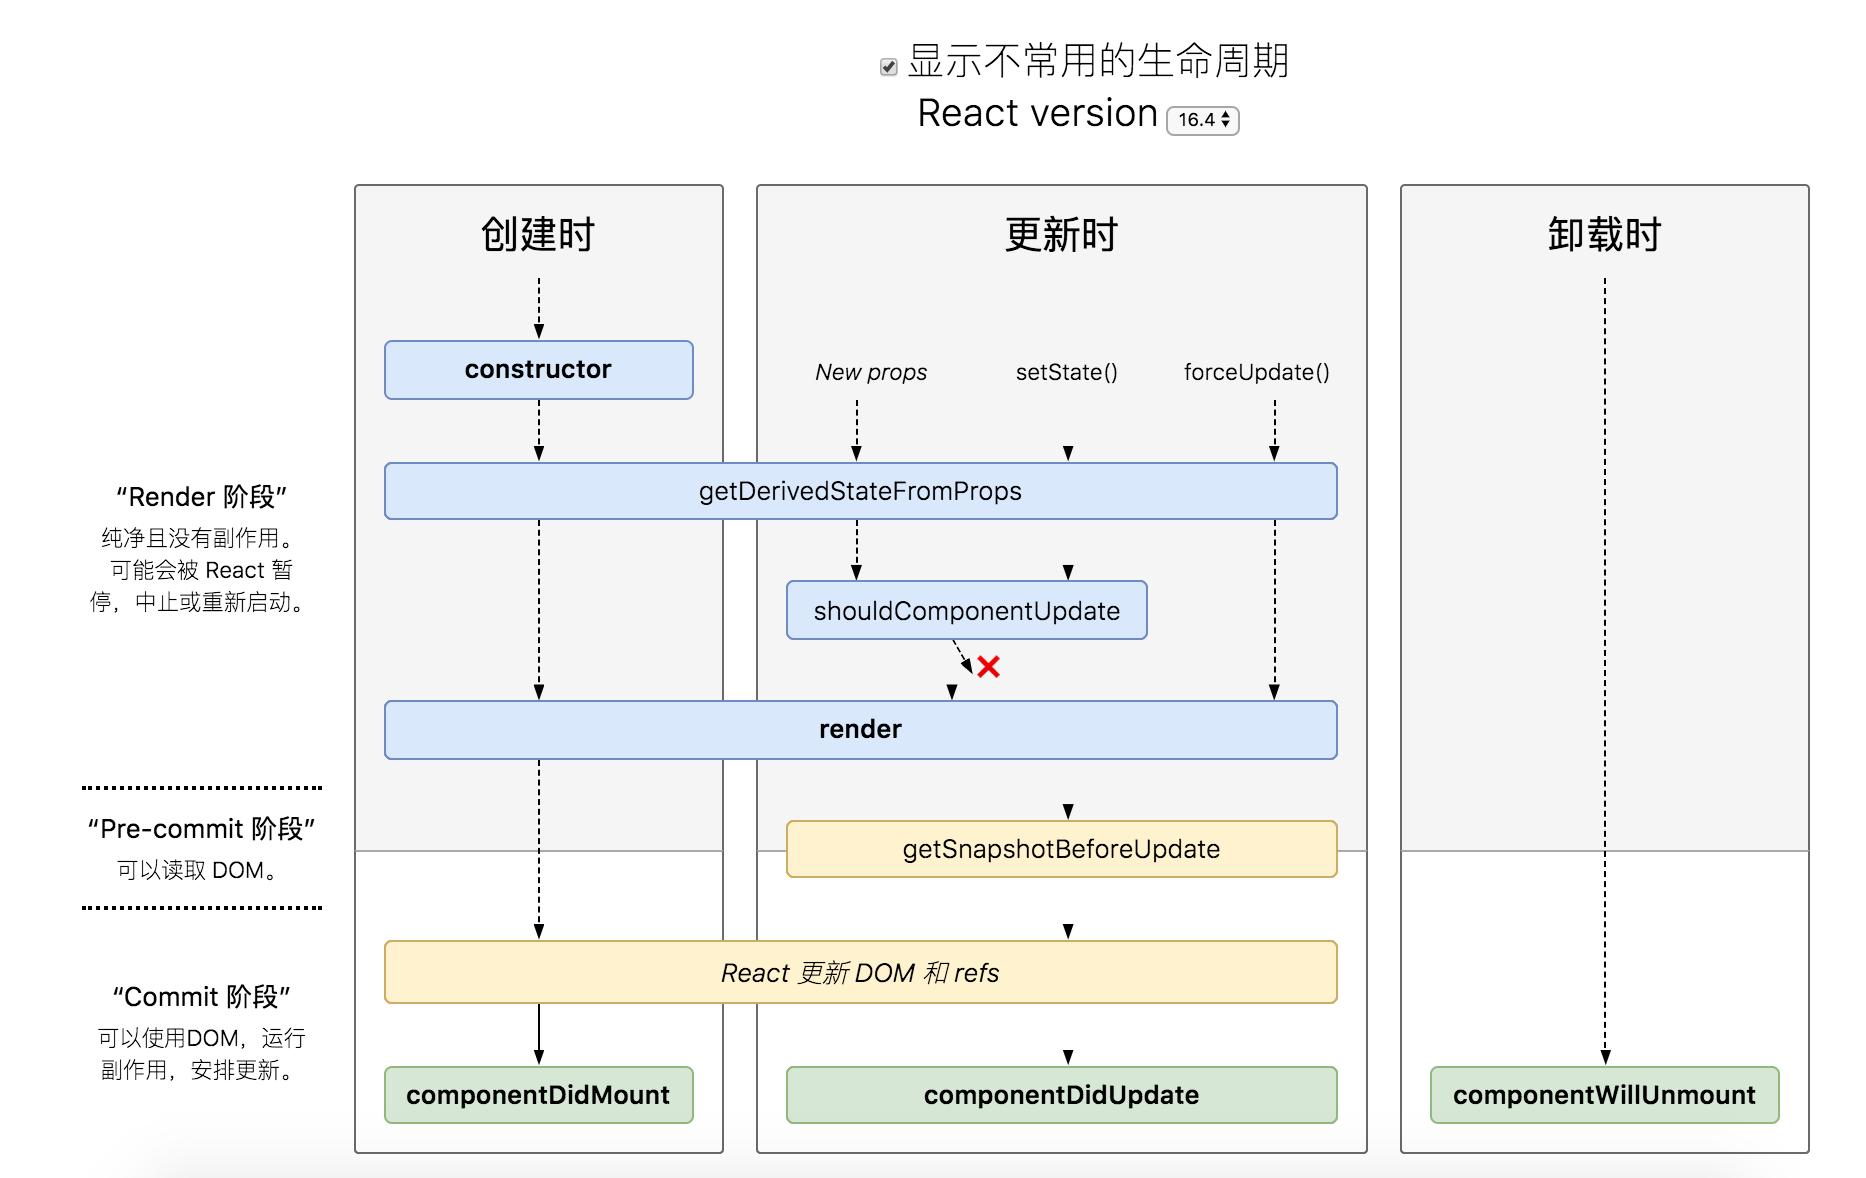 显示不常用的生命周期
React version 16.4
创建时
更新时
卸载时
constructor
New props
setState()
forceUpdate()
“Render 阶段”
纯净且没有副作用。
可能会被 React 暂
停，中止或重新启动。
getDerivedStateFromProps
shouldComponentUpdate
render
“Pre-commit 阶段”
可以读取 DOM。
getSnapshotBeforeUpdate
“Commit 阶段”
可以使用DOM，运行
副作用，安排更新。
React 更新 DOM 和 refs
componentDidMount
componentDidUpdate
componentWillUnmount